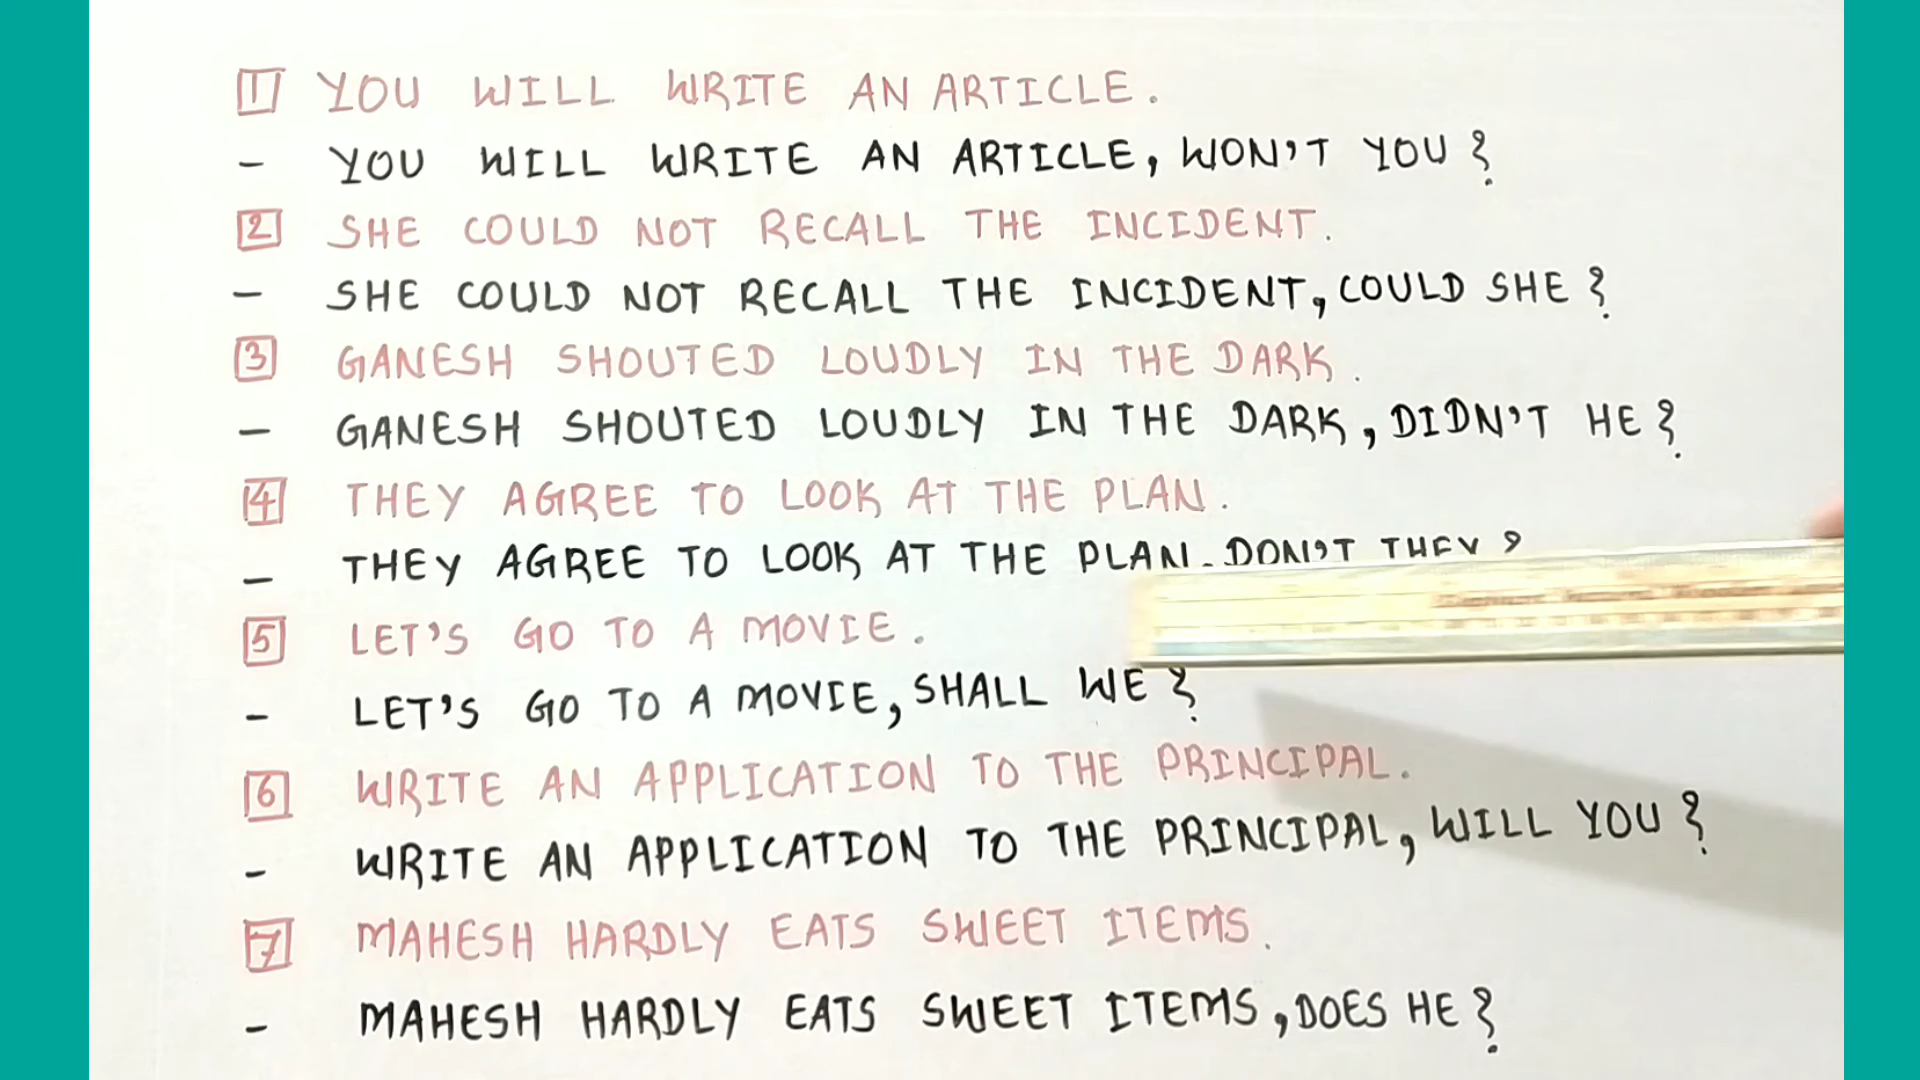 1 YOU WILL WRITE AN ARTICLE.
- YOU WILL WRITE AN ARTICLE, WON'T YOU?
2 SHE COULD NOT RECALL THE INCIDENT.
- SHE COULD NOT RECALL THE INCIDENT, COULD SHE?
3 GANESH SHOUTED LOUDLY IN THE DARK.
- GANESH SHOUTED LOUDLY IN THE DARK, DIDN'T HE?
4 THEY AGREE TO LOOK AT THE PLAN.
- THEY AGREE TO LOOK AT THE PLAN, DON'T THEY?
5 LET'S GO TO A MOVIE.
- LET'S GO TO A MOVIE, SHALL WE?
6 WRITE AN APPLICATION TO THE PRINCIPAL.
- WRITE AN APPLICATION TO THE PRINCIPAL, WILL YOU?
7 MAHESH HARDLY EATS SWEET ITEMS.
- MAHESH HARDLY EATS SWEET ITEMS, DOES HE?